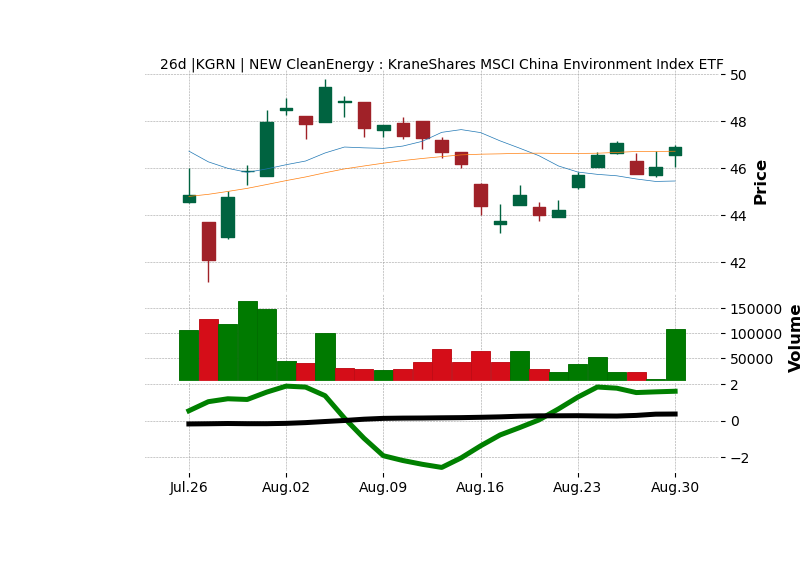 26d |KGRN | NEW CleanEnergy : KraneShares MSCI China Environment Index ETF
50
48
46
44
42
Price
150000
100000
50000
Volume
2
0
−2
Jul.26 Aug.02 Aug.09 Aug.16 Aug.23 Aug.30